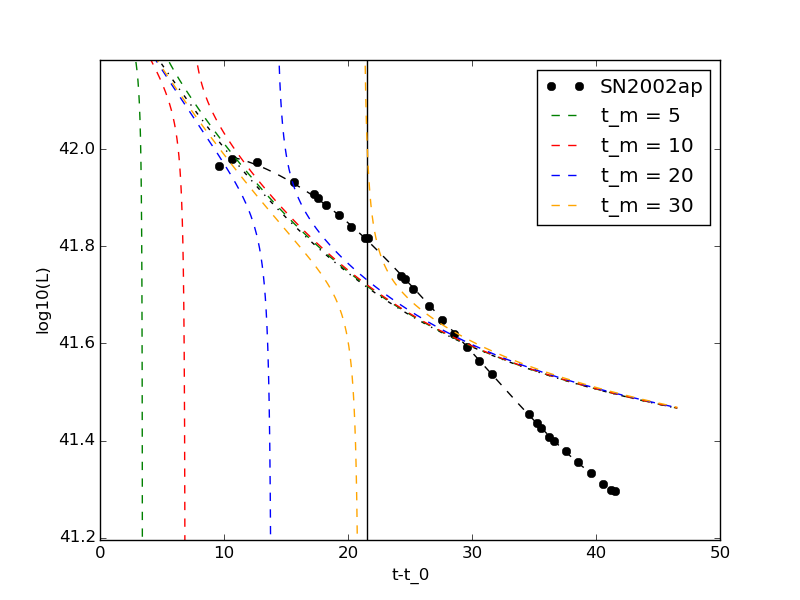 SN2002ap
t_m = 5
t_m = 10
t_m = 20
t_m = 30
42.0
41.8
41.6
41.4
41.2
log10(L)
0 10 20 30 40 50
t-t_0